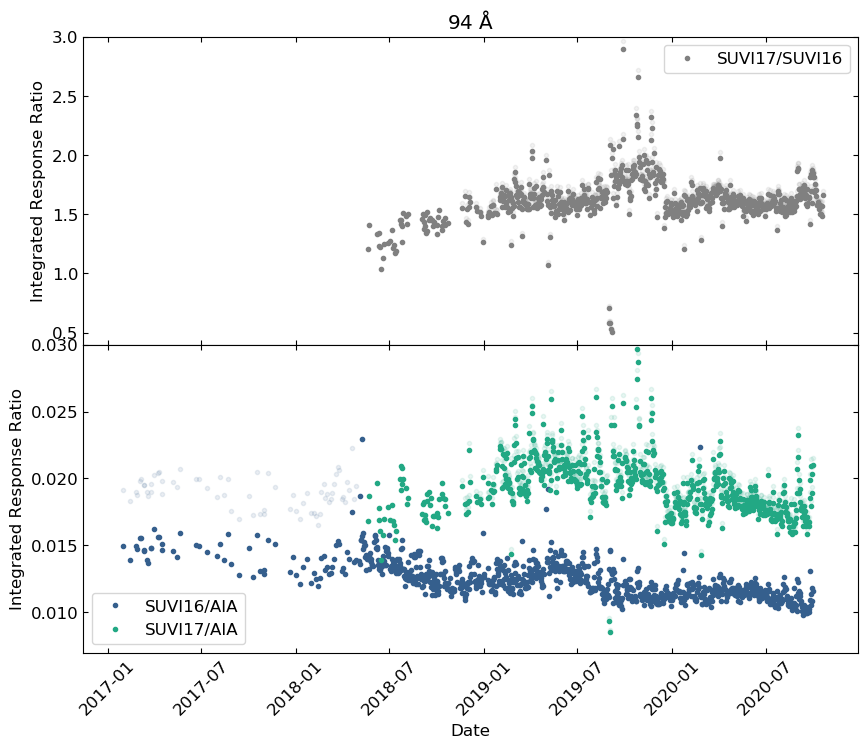 94 Å
3.0
2.5
2.0
1.5
1.0
0.5
Integrated Response Ratio
SUVI17/SUVI16
0.030
0.025
0.020
0.015
0.010
Integrated Response Ratio
SUVI16/AIA
SUVI17/AIA
2017-01
2017-07
2018-01
2018-07
2019-01
2019-07
2020-01
2020-07
Date